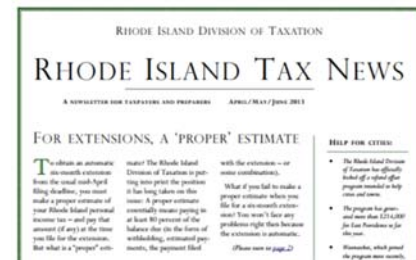 RHODE ISLAND DIVISION OF TAXATION
RHODE ISLAND TAX NEWS
A NEWSLETTER FOR TAXPAYERS AND PREPARERS APRIL/MAY/JUNE 2013
FOR EXTENSIONS, A 'PROPER' ESTIMATE
To obtain an automatic
six-month extension
from the usual mid-April
filing deadline, you must
make a proper estimate of
your Rhode Island personal
income tax – and pay that
amount (if any) at the time
you file for the extension.
But what is a "proper" esti-
mate? The Rhode Island
Division of Taxation is put-
ting into print the position
it has long taken on this
issue: A proper estimate
essentially means paying in
at least 80 percent of the
balance due (in the form of
withholding, estimated pay-
ments, the payment filed
with the extension – or
some combination).
What if you fail to make a
proper estimate when you
file for a six-month exten-
sion? You won't face any
problems right then because
the extension is automatic.
(Please turn to page 2)
HELP FOR CITIES:
• The Rhode Island Division
of Taxation has officially
kicked off a refund offset
program intended to help
cities and towns.
• The program has gener-
ated more than $214,000
for East Providence so far
this year.
• Woonsocket, which joined
the program more recently,